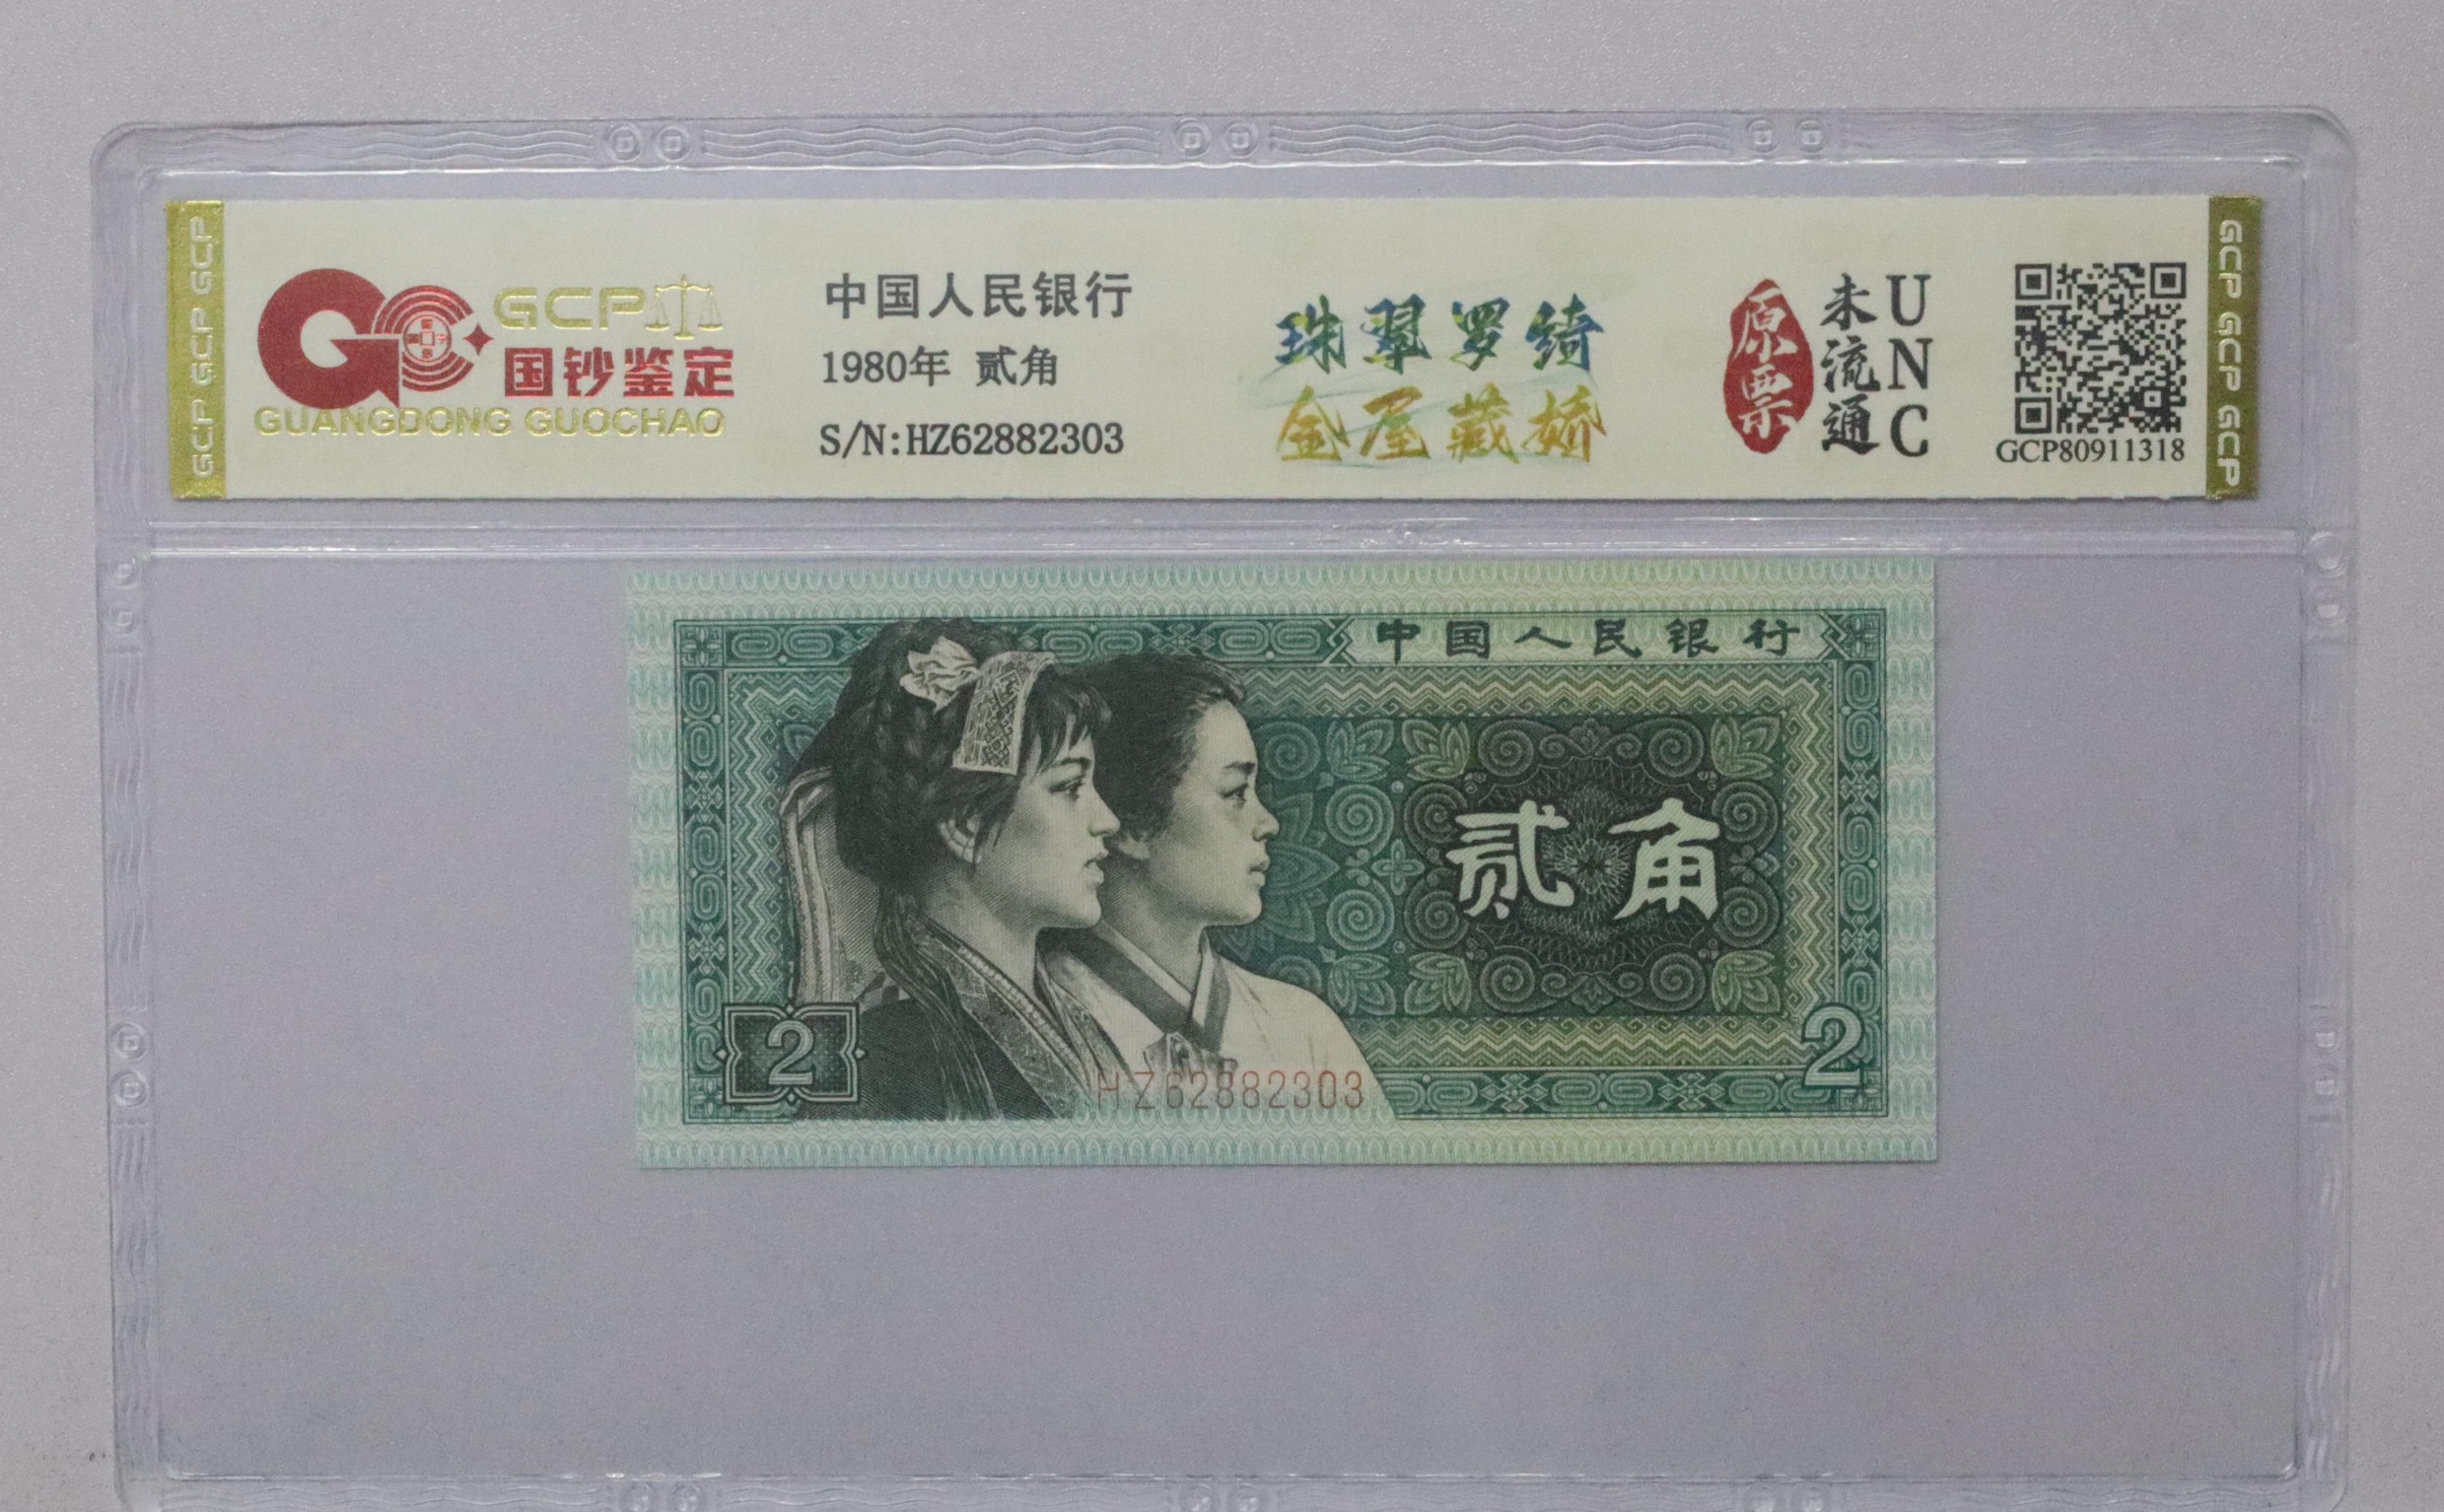 GCP GCP GCP
GCP
国钞鉴定
GUANGDONG GUOCHAO
中国人民银行
1980年 贰角
S/N:HZ62882303
珠翠罗绮
金屋藏娇
原票
未流通
UNC
GCP80911318
GCP GCP GCP
中国人民银行
贰角
2
HZ62882303
2